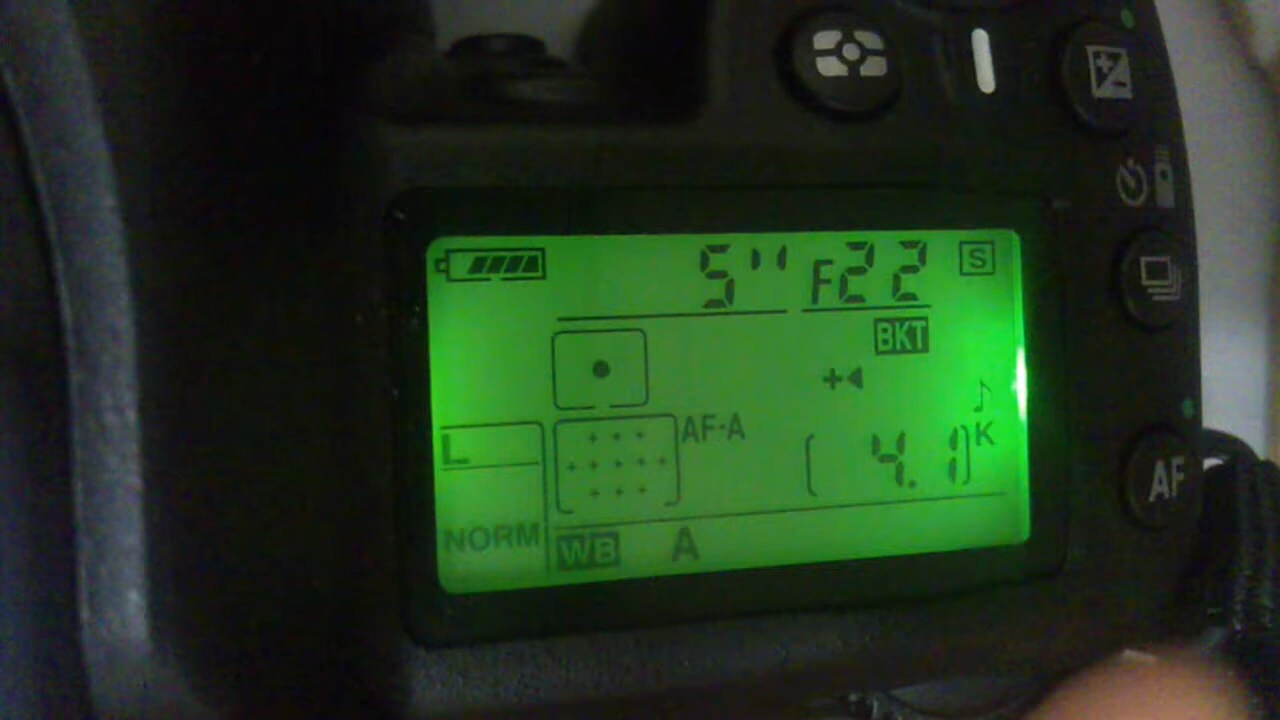 5" F22 S
BKT
L
AF-A
[4.1] K
NORM
WB A
AF